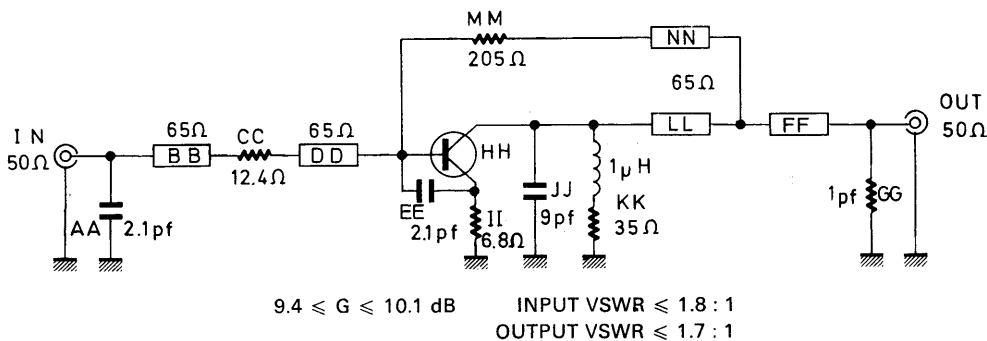 MM
NN
205Ω
65Ω
OUT
50Ω
IN
50Ω
65Ω
CC
65Ω
BB
DD
HH
LL
FF
12.4Ω
1μH
AA
2.1pf
EE
2.1pf
II
6.8Ω
JJ
9pf
KK
35Ω
1pf
GG
9.4 ⩽ G ⩽ 10.1 dB
INPUT VSWR ⩽ 1.8 : 1
OUTPUT VSWR ⩽ 1.7 : 1